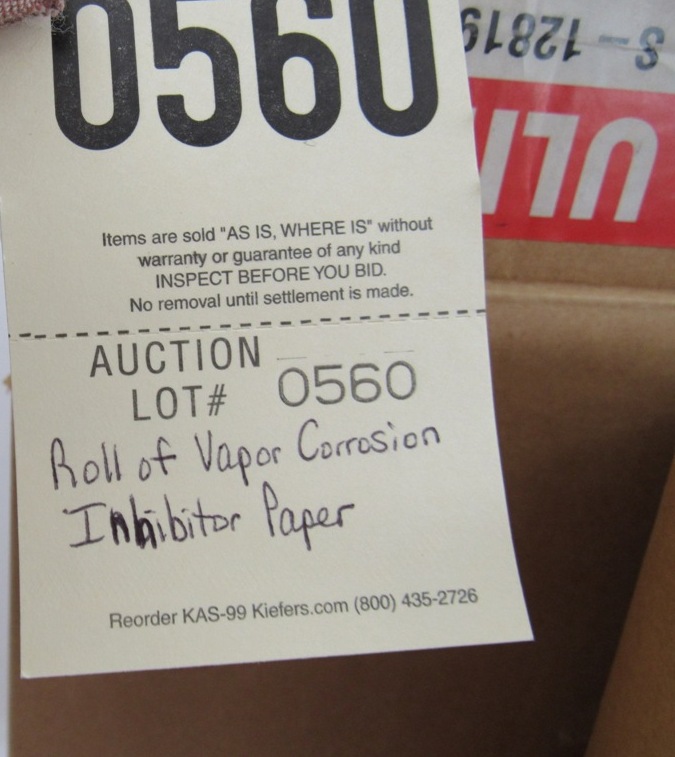 0560
S-12819
ULI
Items are sold "AS IS, WHERE IS" without
warranty or guarantee of any kind
INSPECT BEFORE YOU BID.
No removal until settlement is made.
AUCTION
LOT# 0560
Roll of Vapor Corrosion
Inhibitor Paper
Reorder KAS-99 Kiefers.com (800) 435-2726